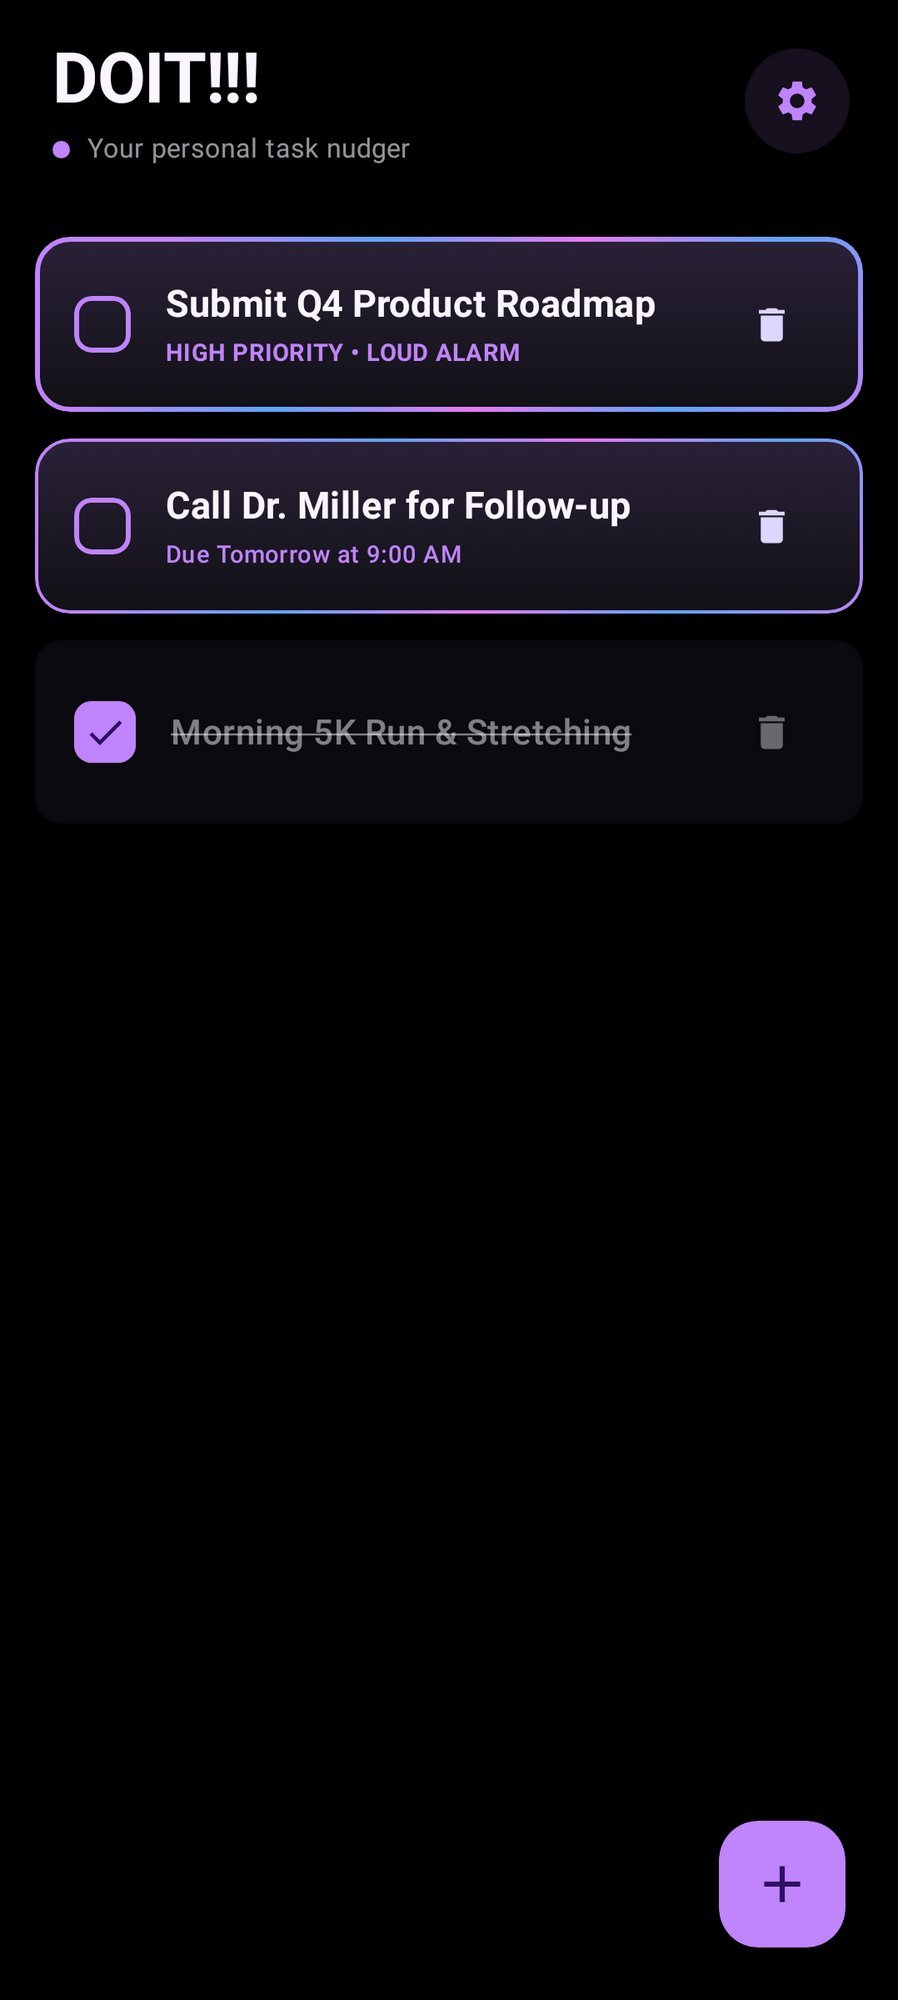 DOIT!!!
Your personal task nudger
Submit Q4 Product Roadmap
HIGH PRIORITY • LOUD ALARM
Call Dr. Miller for Follow-up
Due Tomorrow at 9:00 AM
Morning 5K Run & Stretching